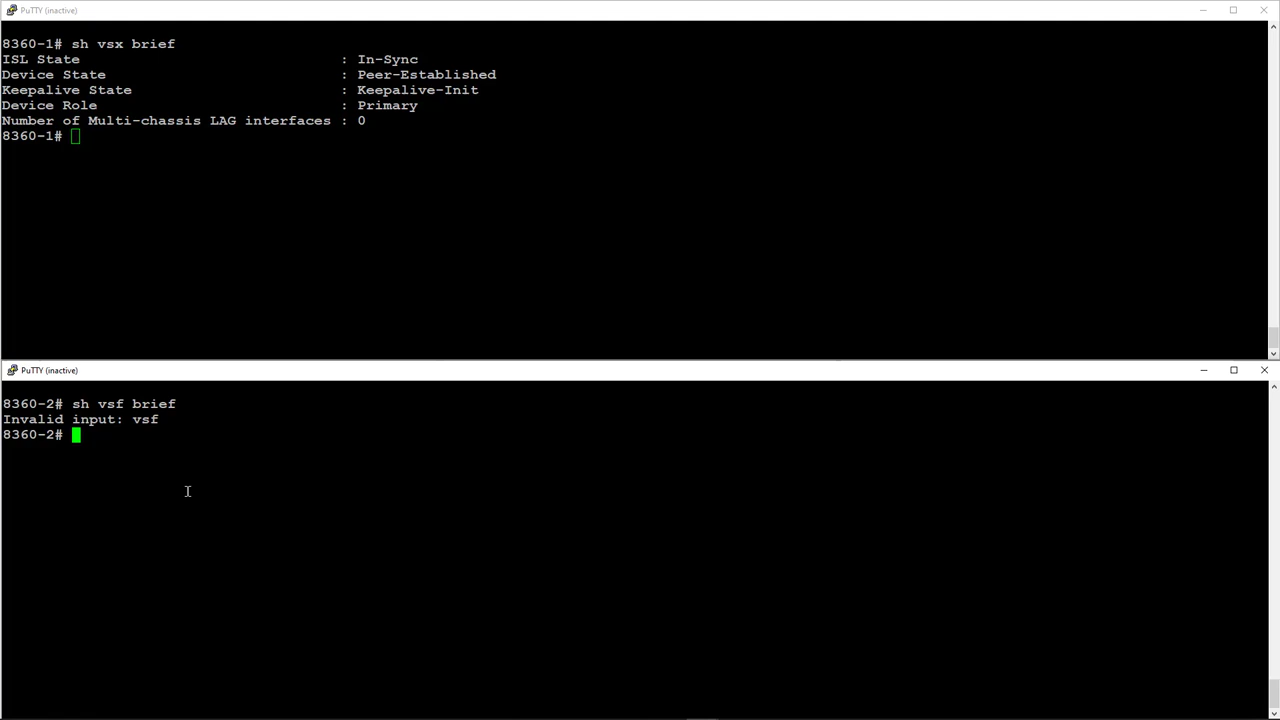 PuTTY (inactive)
8360-1# sh vsx brief
ISL State : In-Sync
Device State : Peer-Established
Keepalive State : Keepalive-Init
Device Role : Primary
Number of Multi-chassis LAG interfaces : 0
8360-1#
PuTTY (inactive)
8360-2# sh vsf brief
Invalid input: vsf
8360-2#